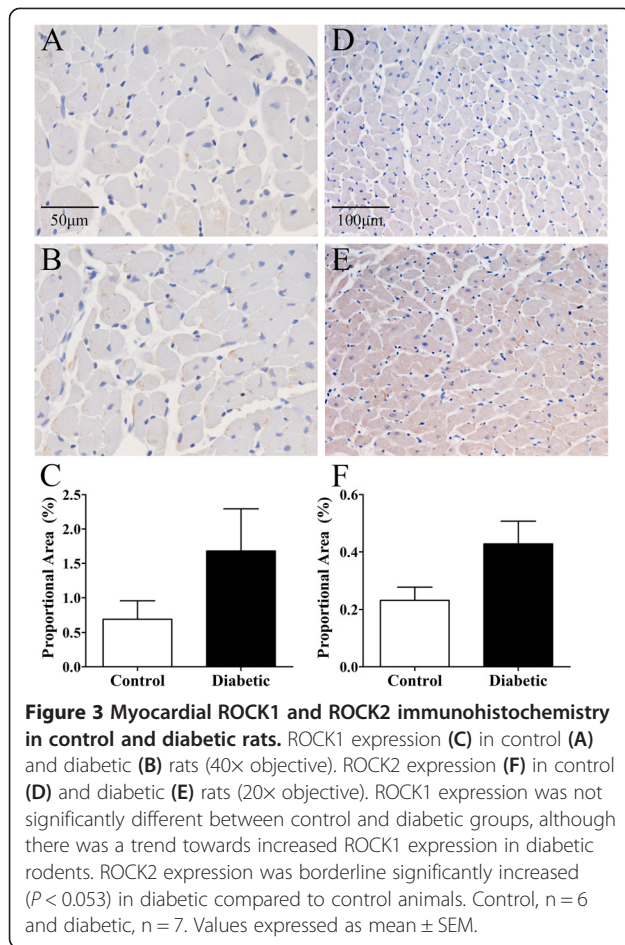 A
50μm
D
100μm
B
E
C
Proportional Area (%)
2.5
2.0
1.5
1.0
0.5
0.0
Control
Diabetic
F
Proportional Area (%)
0.6
0.4
0.2
0.0
Control
Diabetic
Figure 3 Myocardial ROCK1 and ROCK2 immunohistochemistry
in control and diabetic rats. ROCK1 expression (C) in control (A)
and diabetic (B) rats (40× objective). ROCK2 expression (F) in control
(D) and diabetic (E) rats (20× objective). ROCK1 expression was not
significantly different between control and diabetic groups, although
there was a trend towards increased ROCK1 expression in diabetic
rodents. ROCK2 expression was borderline significantly increased
(P < 0.053) in diabetic compared to control animals. Control, n = 6
and diabetic, n = 7. Values expressed as mean ± SEM.